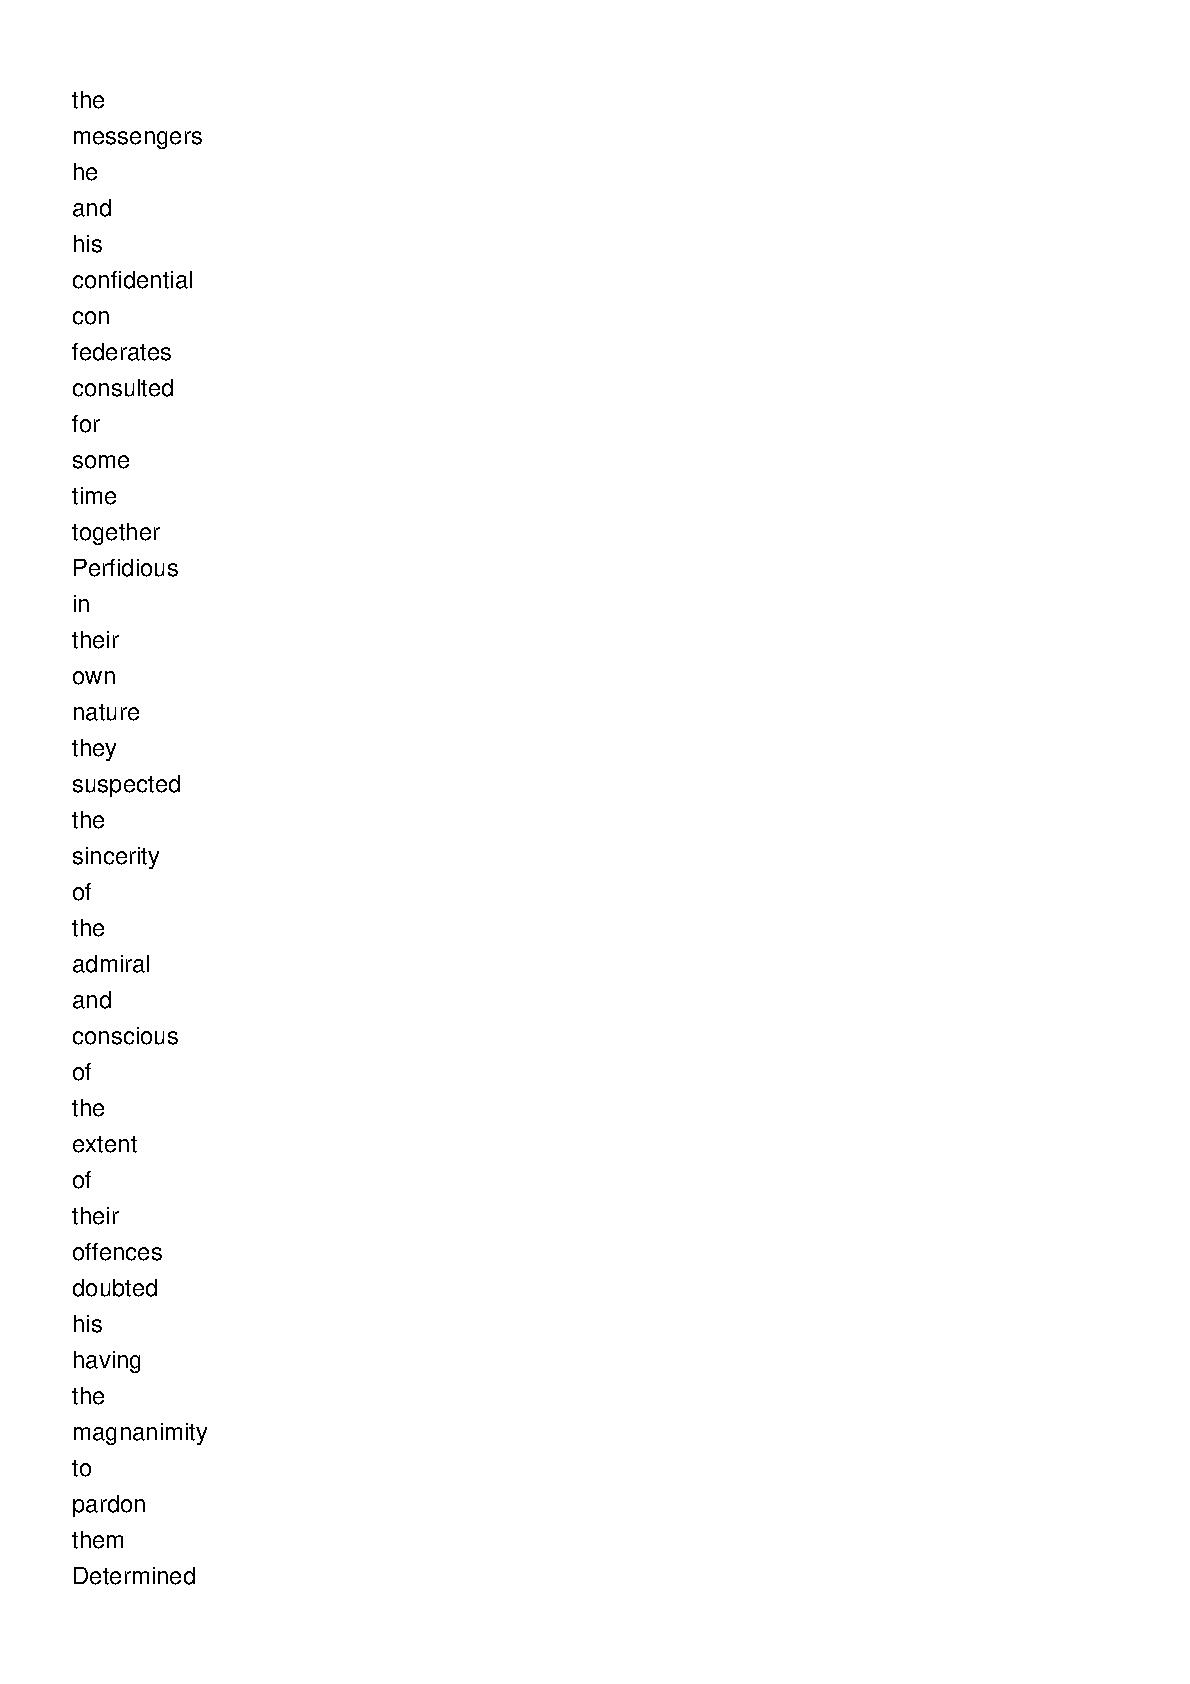 the
messengers
he
and
his
confidential
con
federates
consulted
for
some
time
together
Perfidious
in
their
own
nature
they
suspected
the
sincerity
of
the
admiral
and
conscious
of
the
extent
of
their
offences
doubted
his
having
the
magnanimity
to
pardon
them
Determined